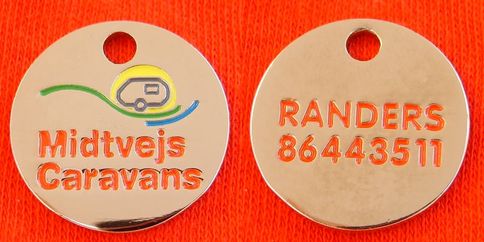 Midtvejs
Caravans
RANDERS
86443511